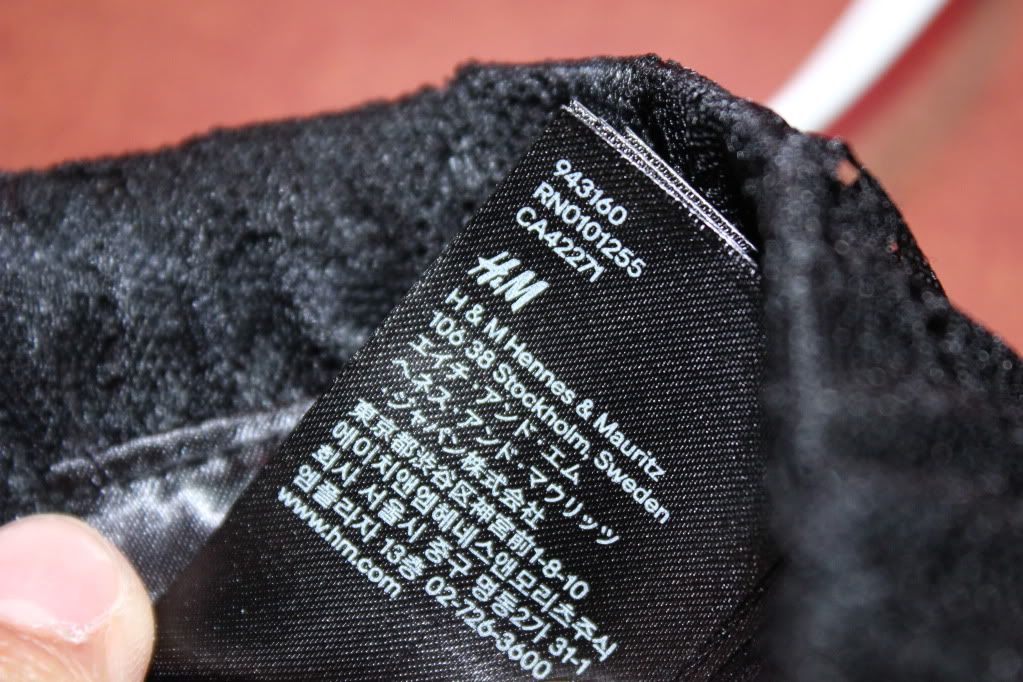 943160
RN0101255
CA42271
H&M
H & M Hennes & Mauritz
106 38 Stockholm, Sweden
エイチ・アンド・エム
ヘネス・アンド・マウリッツ
・ジャパン株式会社
東京都渋谷区神宮前1-8-10
에이치앤엠헤네스앤모리츠주식
회사 서울시 중구 명동2가 31-1
엠플라자 13층 02-726-3600
www.hm.com